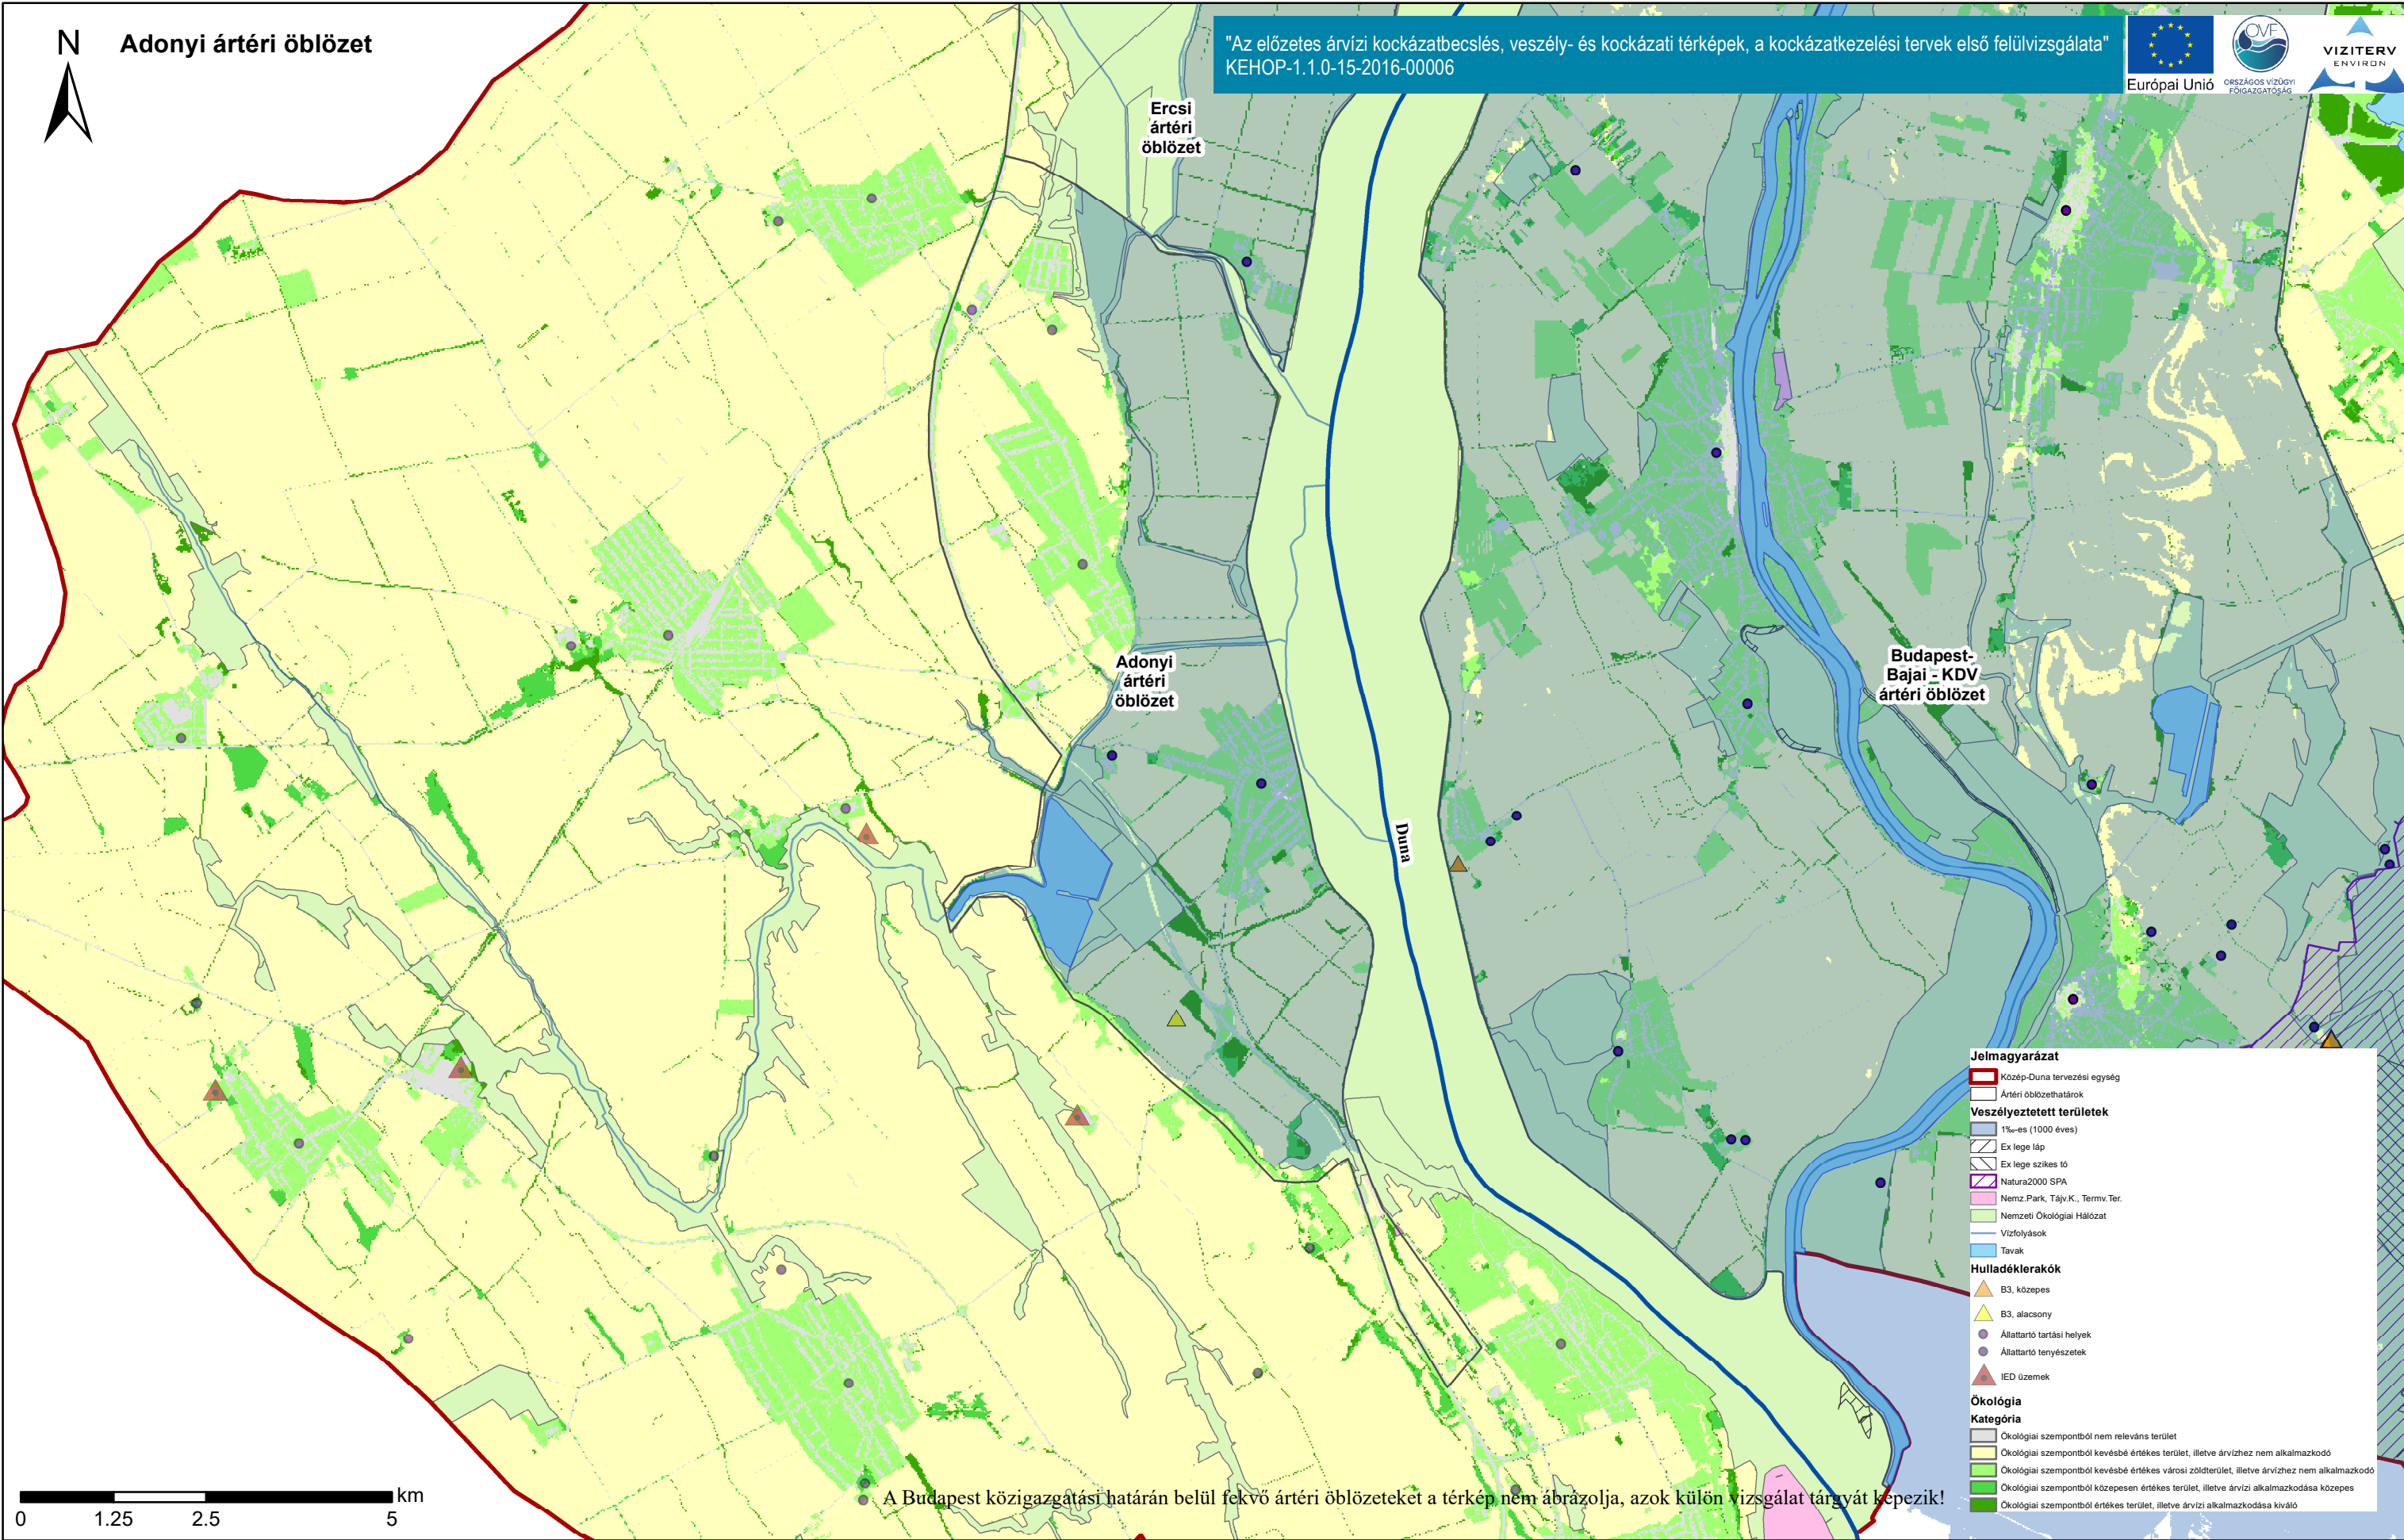 N
Adonyi ártéri öblözet
"Az előzetes árvízi kockázatbecslés, veszély- és kockázati térképek, a kockázatkezelési tervek első felülvizsgálata"
KEHOP-1.1.0-15-2016-00006
Európai Unió
OVF
ORSZÁGOS VÍZÜGYI
FŐIGAZGATÓSÁG
VIZITERV
ENVIRON
Ercsi
ártéri
öblözet
Adonyi
ártéri
öblözet
Budapest-
Bajai - KDV
ártéri öblözet
Duna
Jelmagyarázat
Közép-Duna tervezési egység
Ártéri öblözethatárok
Veszélyeztetett területek
1‰-es (1000 éves)
Ex lege láp
Ex lege szikes tó
Natura2000 SPA
Nemz.Park, Tájv.K., Termv.Ter.
Nemzeti Ökológiai Hálózat
Vízfolyások
Tavak
Hulladéklerakók
B3, közepes
B3, alacsony
Állattartó tartási helyek
Állattartó tenyészetek
IED üzemek
Ökológia
Kategória
Ökológiai szempontból nem releváns terület
Ökológiai szempontból kevésbé értékes terület, illetve árvízhez nem alkalmazkodó
Ökológiai szempontból kevésbé értékes városi zöldterület, illetve árvízhez nem alkalmazkodó
Ökológiai szempontból közepesen értékes terület, illetve árvízi alkalmazkodása közepes
Ökológiai szempontból értékes terület, illetve árvízi alkalmazkodása kiváló
km
0 1.25 2.5 5
A Budapest közigazgatási határán belül fekvő ártéri öblözeteket a térkép nem ábrázolja, azok külön vizsgálat tárgyát képezik!